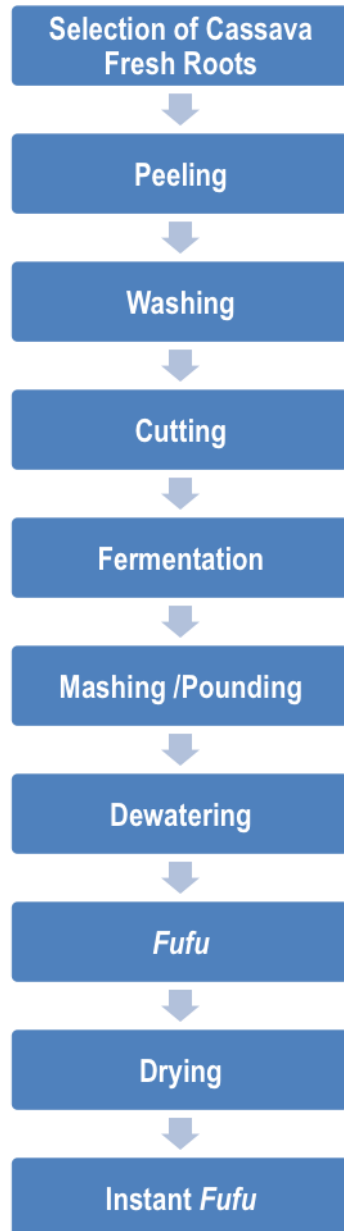 Selection of Cassava
Fresh Roots
Peeling
Washing
Cutting
Fermentation
Mashing /Pounding
Dewatering
Fufu
Drying
Instant Fufu